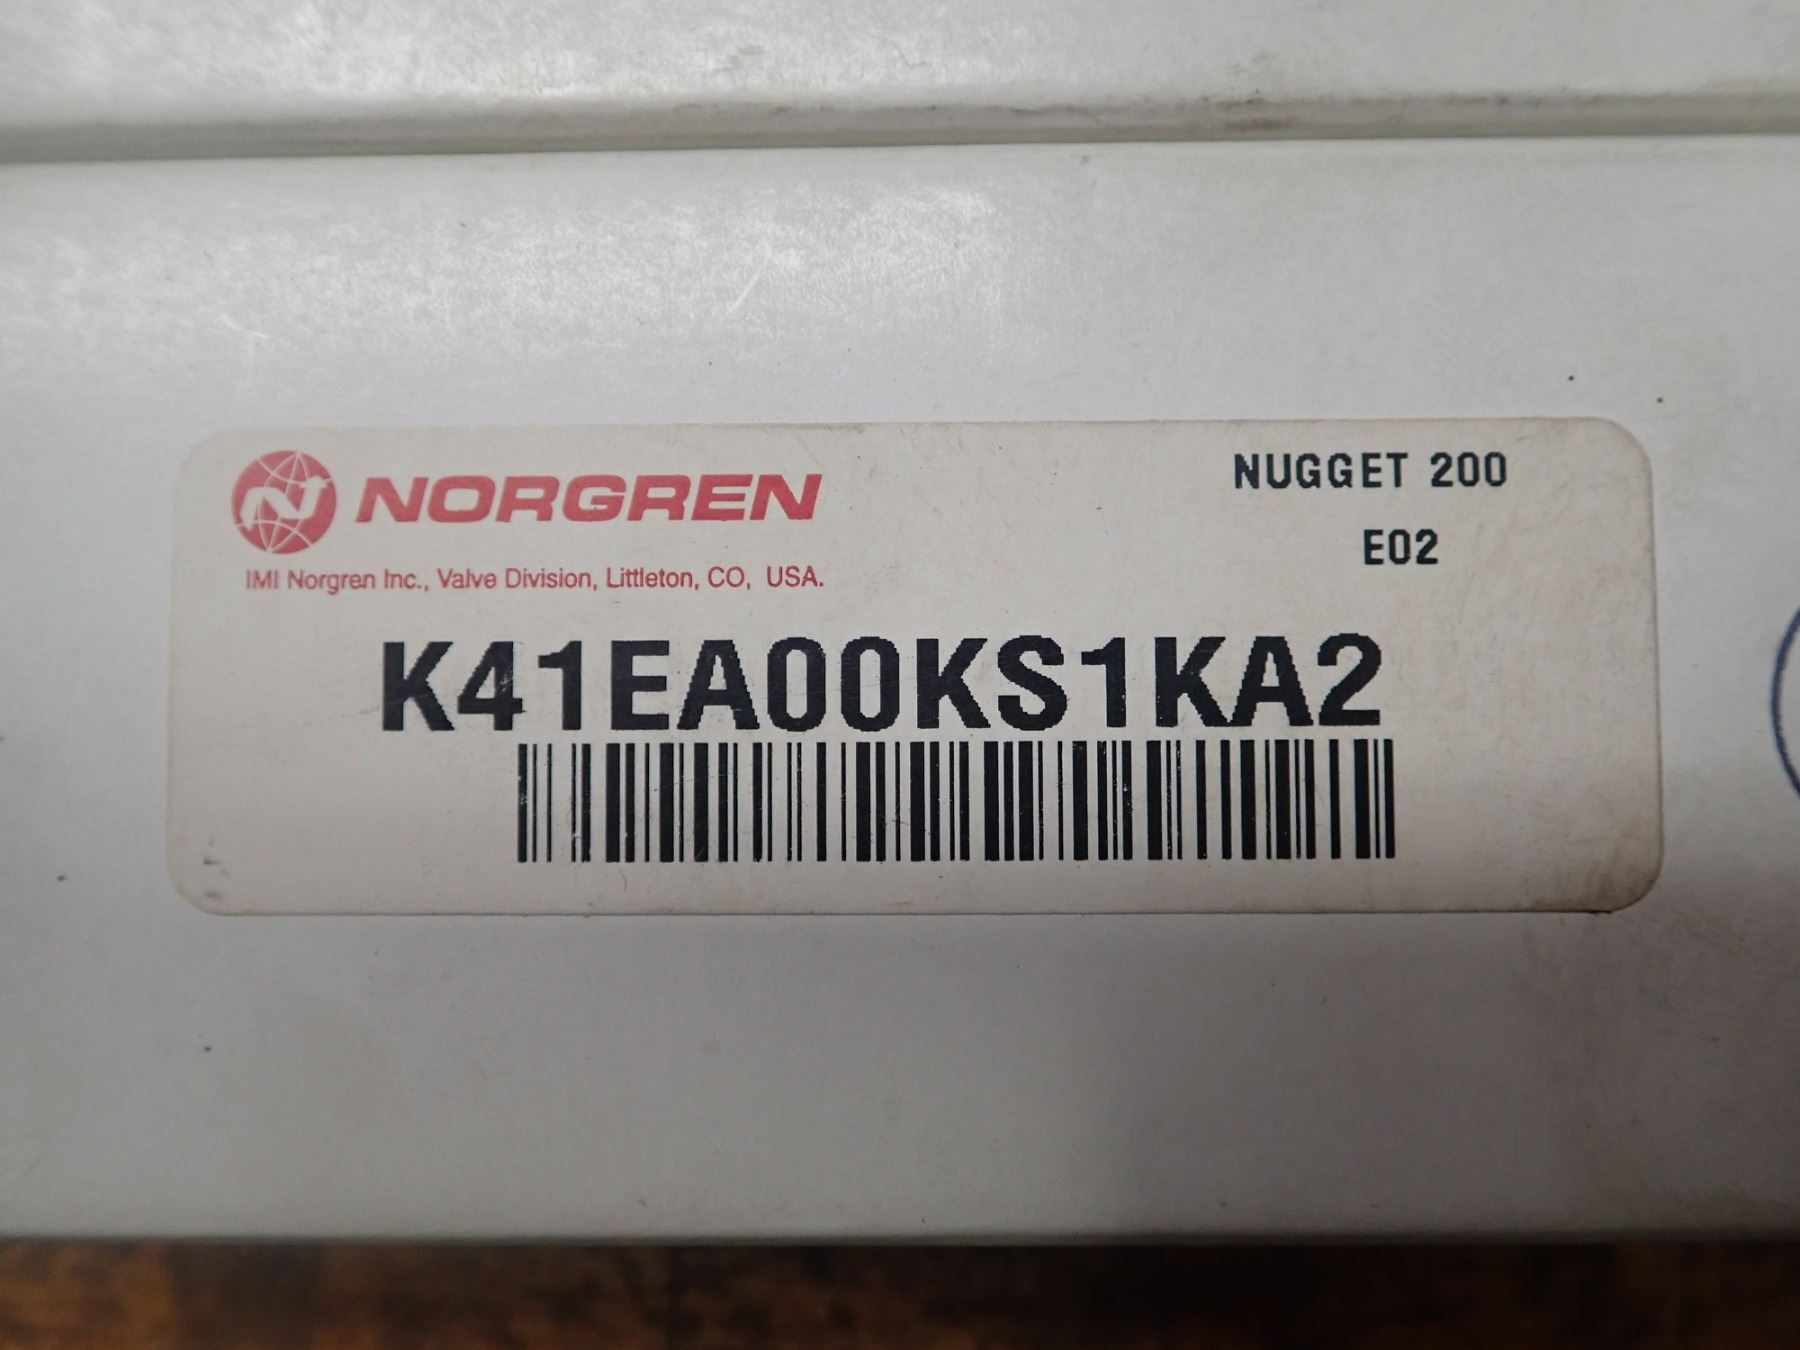 NORGREN
IMI Norgren Inc., Valve Division, Littleton, CO, USA.
NUGGET 200
E02
K41EA00KS1KA2